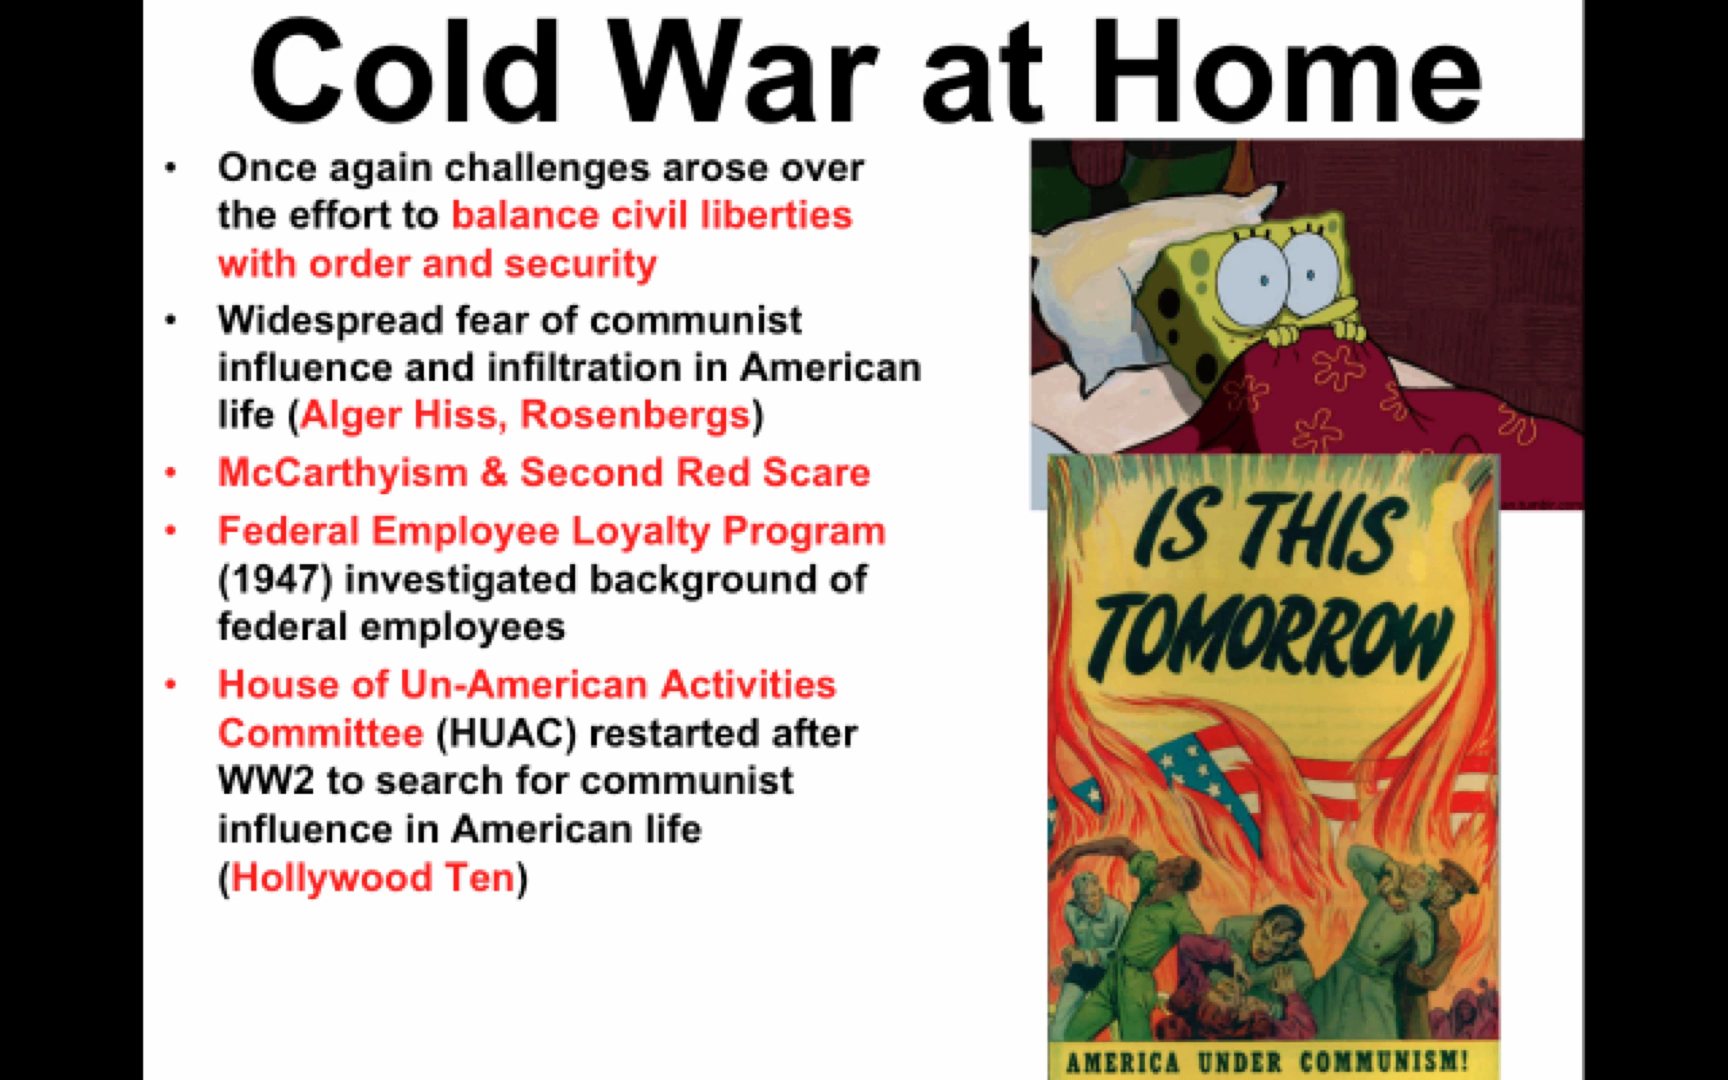 Cold War at Home
• Once again challenges arose over
the effort to balance civil liberties
with order and security
• Widespread fear of communist
influence and infiltration in American
life (Alger Hiss, Rosenbergs)
• McCarthyism & Second Red Scare
• Federal Employee Loyalty Program
(1947) investigated background of
federal employees
• House of Un-American Activities
Committee (HUAC) restarted after
WW2 to search for communist
influence in American life
(Hollywood Ten)
IS THIS
TOMORROW
AMERICA UNDER COMMUNISM!